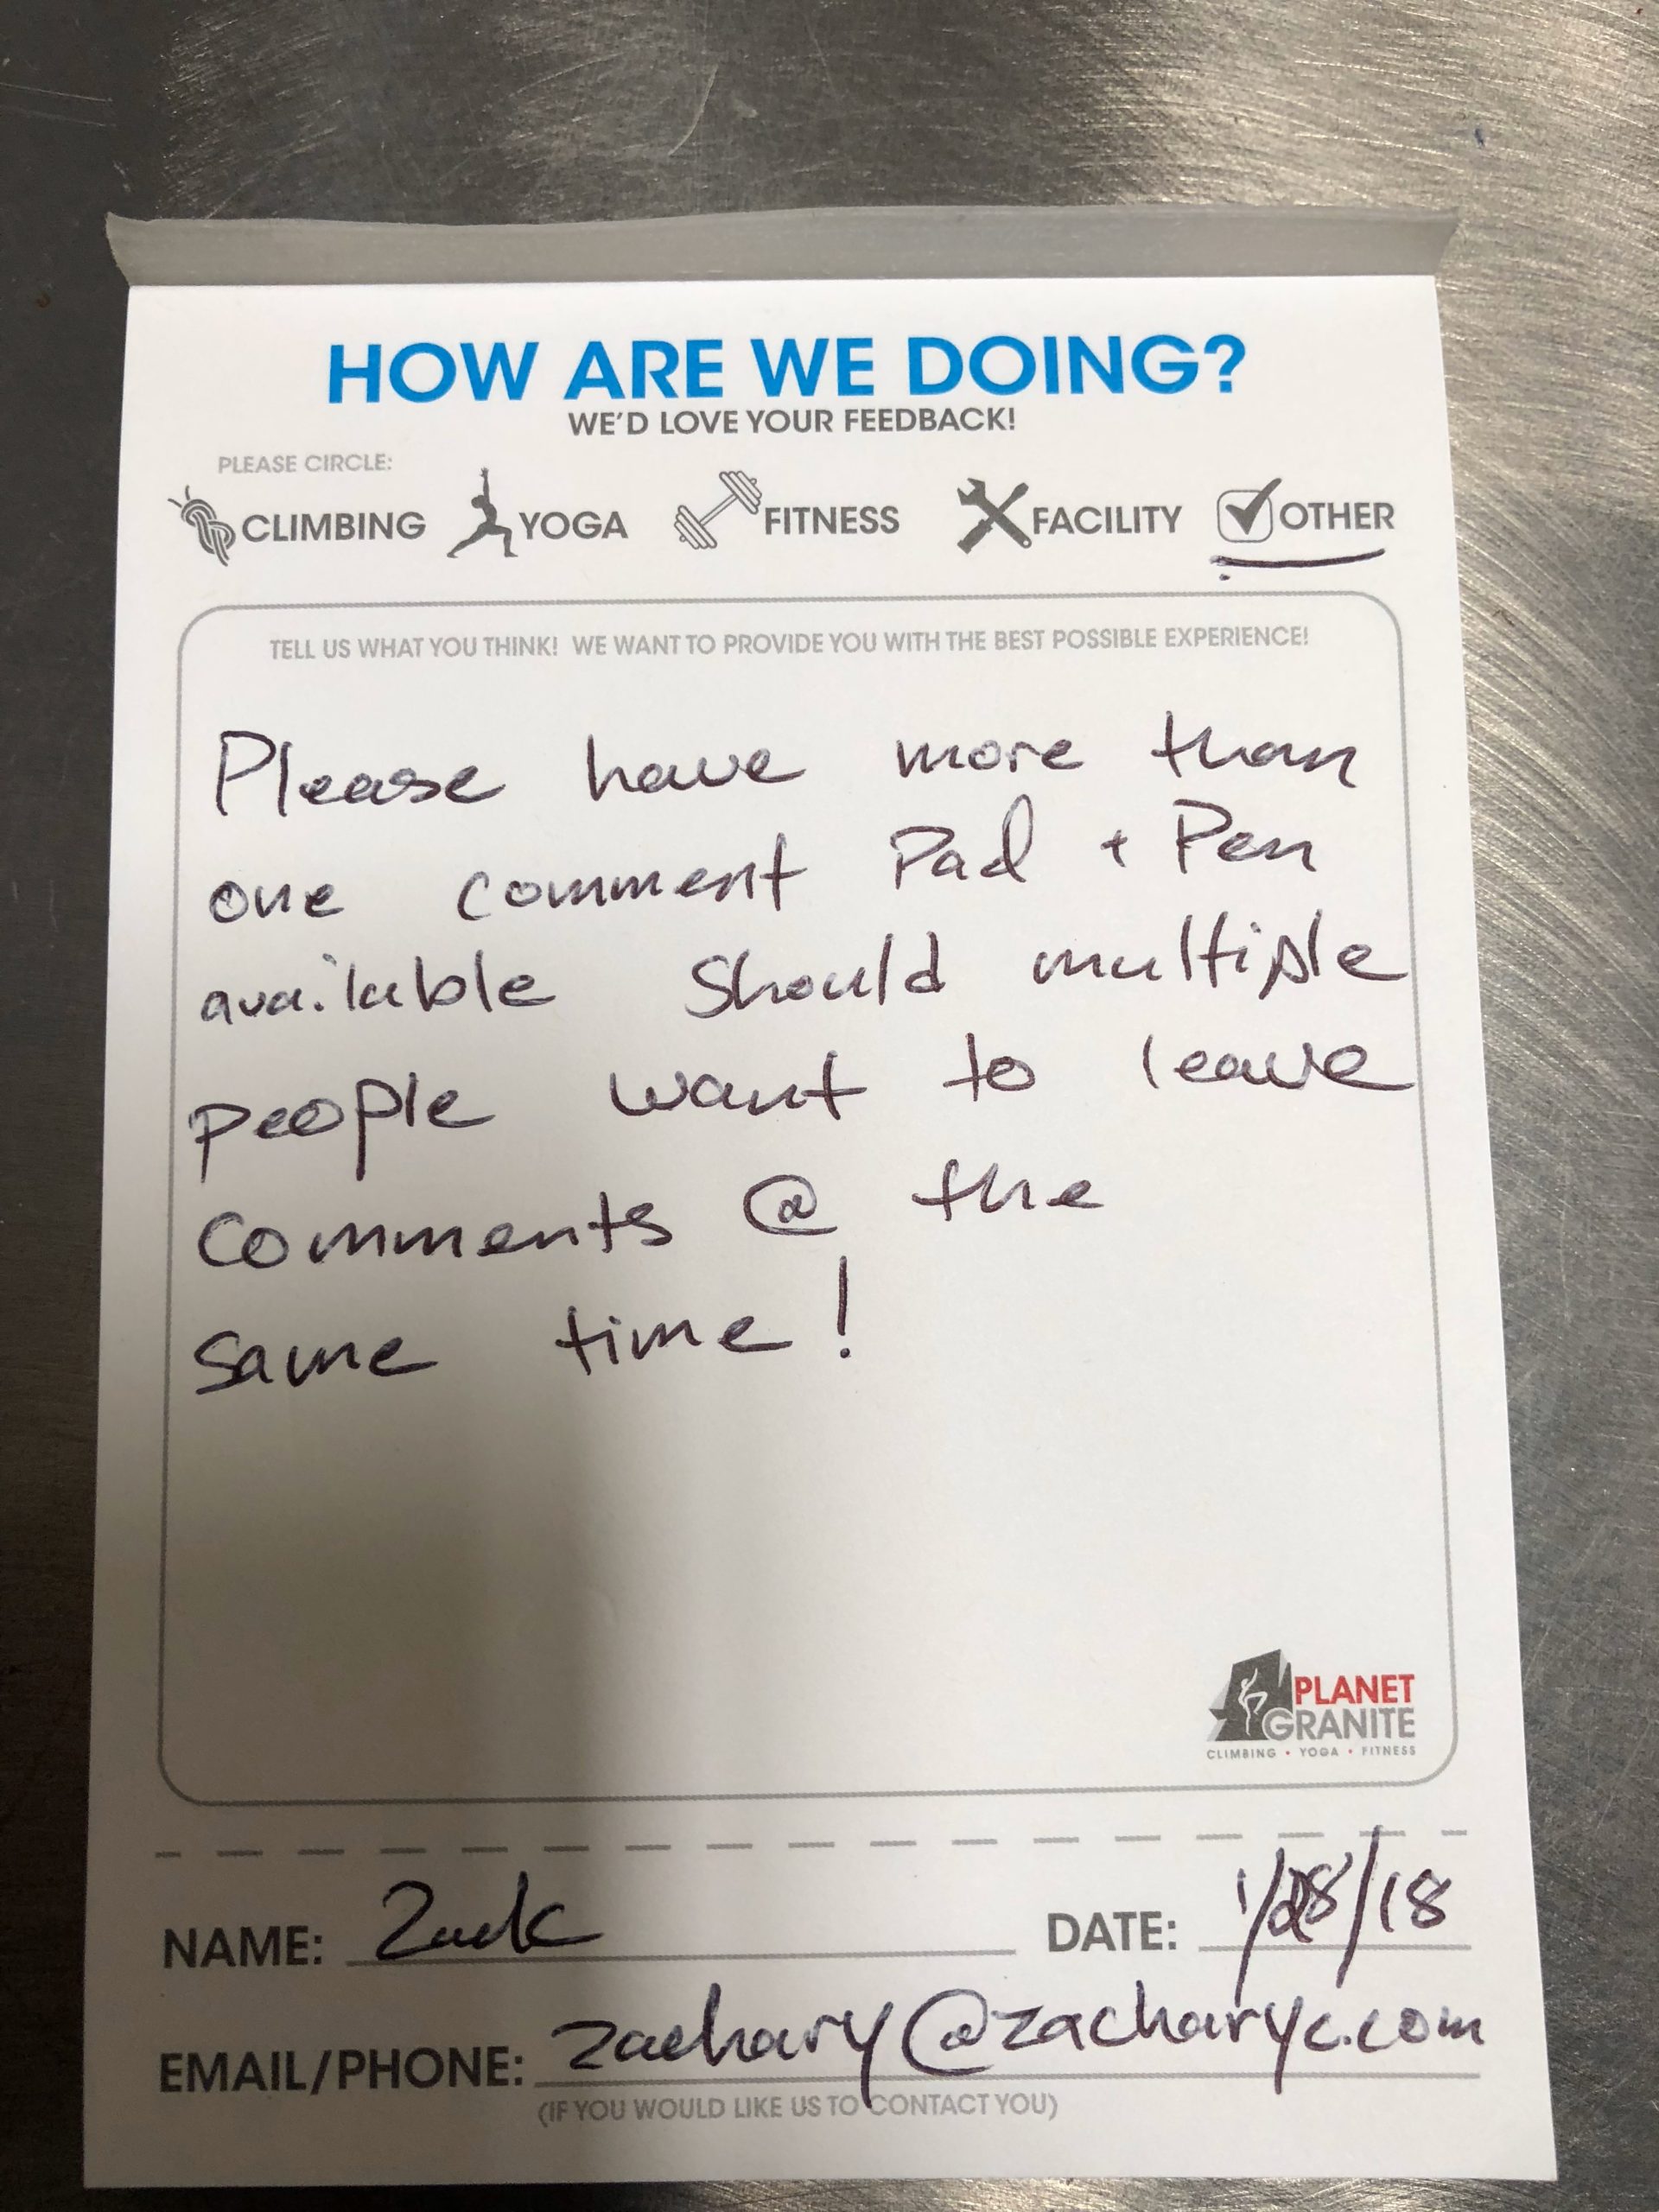 HOW ARE WE DOING?
WE'D LOVE YOUR FEEDBACK!
PLEASE CIRCLE:
CLIMBING YOGA FITNESS FACILITY OTHER
TELL US WHAT YOU THINK! WE WANT TO PROVIDE YOU WITH THE BEST POSSIBLE EXPERIENCE!
Please have more than
one comment Pad + Pen
available Should multiple
people want to leave
Comments @ the
same time!
PLANET
GRANITE
CLIMBING • YOGA • FITNESS
NAME: Zack DATE: 1/28/18
EMAIL/PHONE: zachary@zacharyc.com
(IF YOU WOULD LIKE US TO CONTACT YOU)